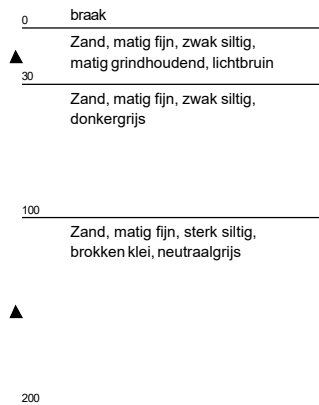 0 braak
Zand, matig fijn, zwak siltig,
matig grindhoudend, lichtbruin
30
Zand, matig fijn, zwak siltig,
donkergrijs
100
Zand, matig fijn, sterk siltig,
brokken klei, neutraalgrijs
200